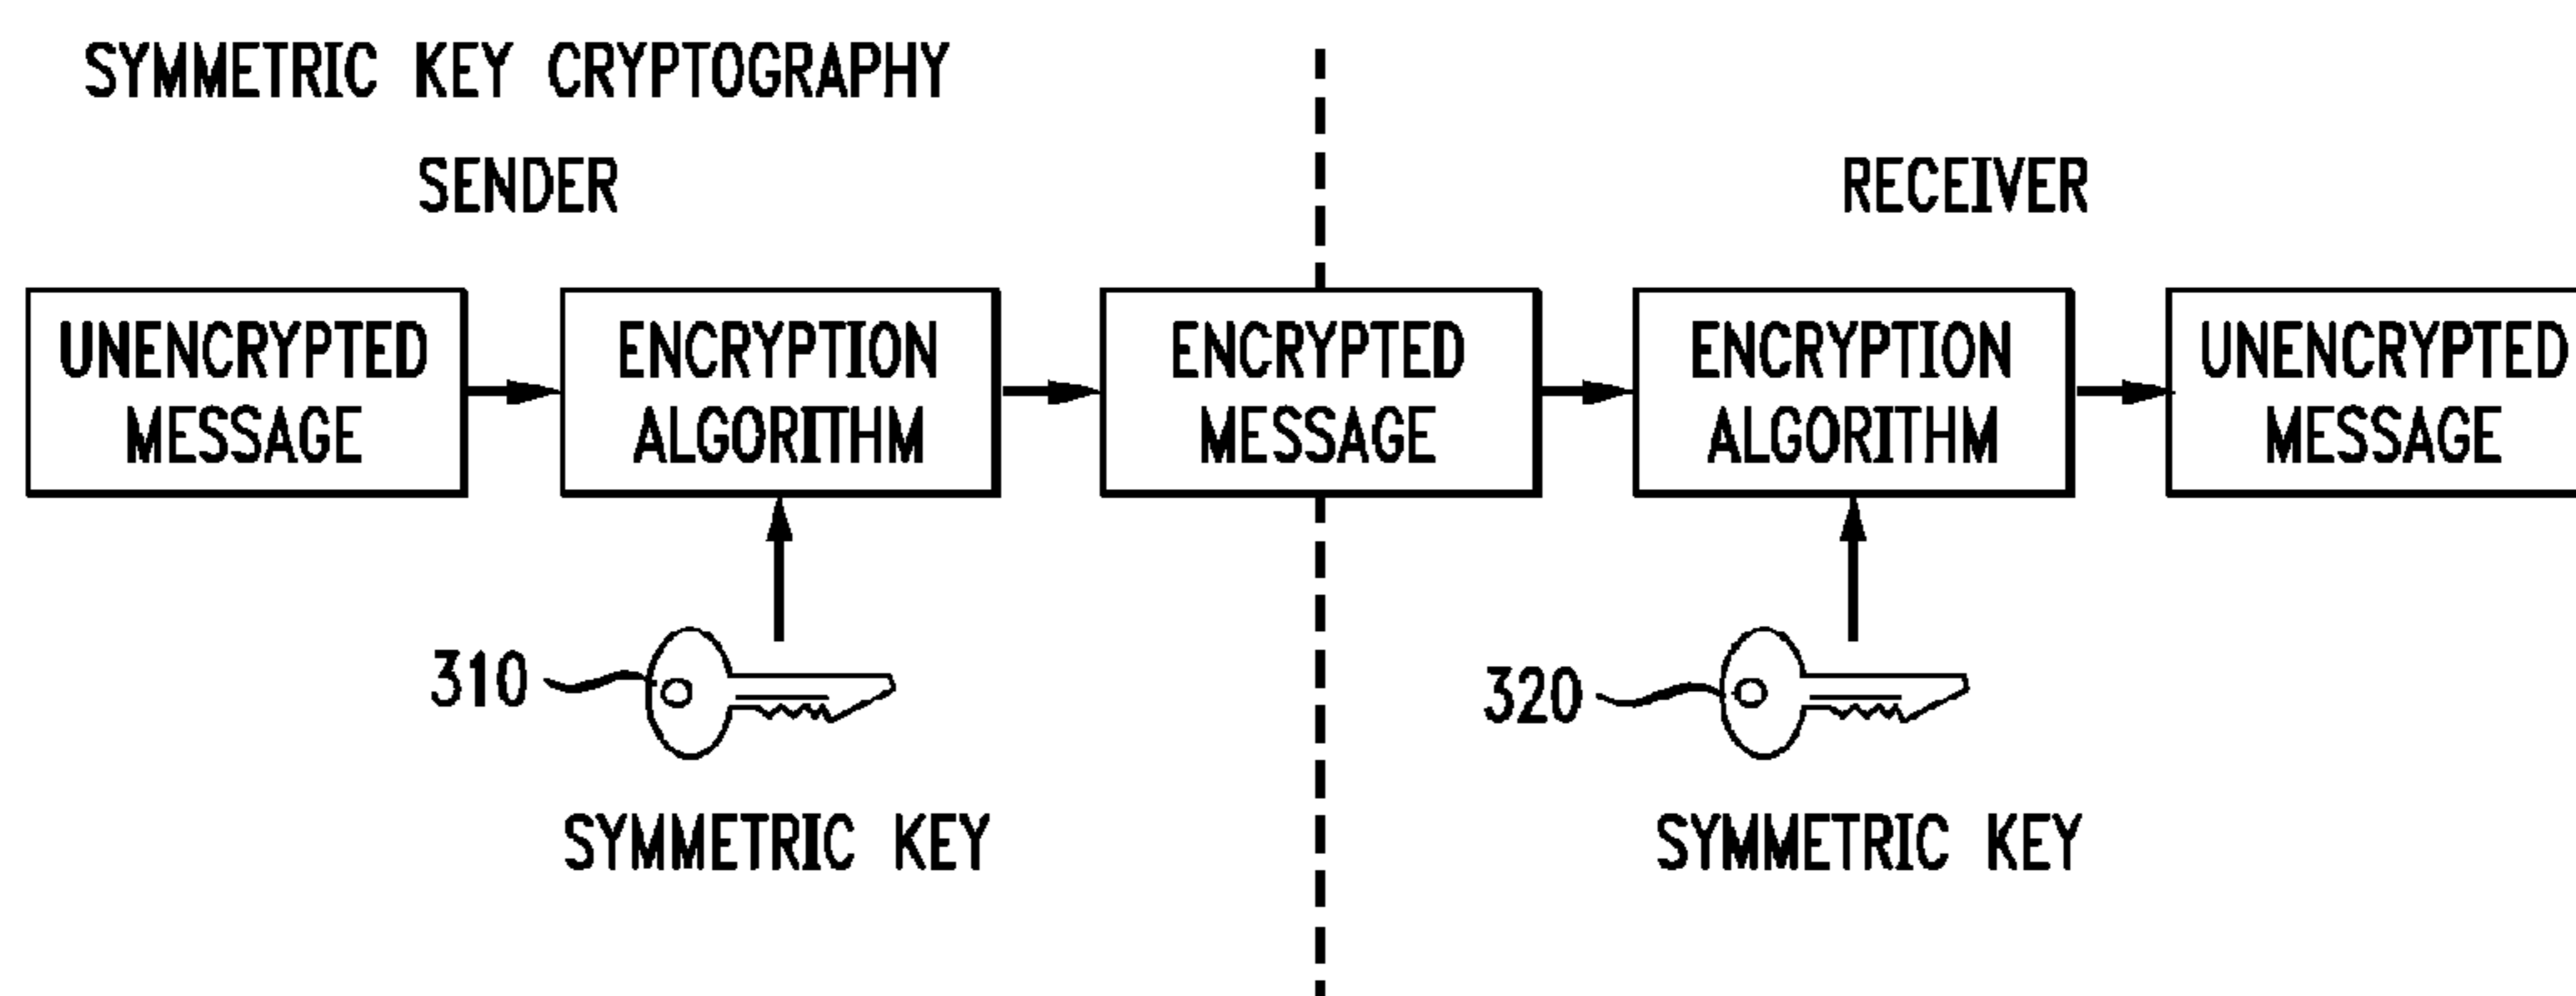 SYMMETRIC KEY CRYPTOGRAPHY
SENDER
RECEIVER
UNENCRYPTED
MESSAGE
ENCRYPTION
ALGORITHM
ENCRYPTED
MESSAGE
ENCRYPTION
ALGORITHM
UNENCRYPTED
MESSAGE
310
320
SYMMETRIC KEY
SYMMETRIC KEY